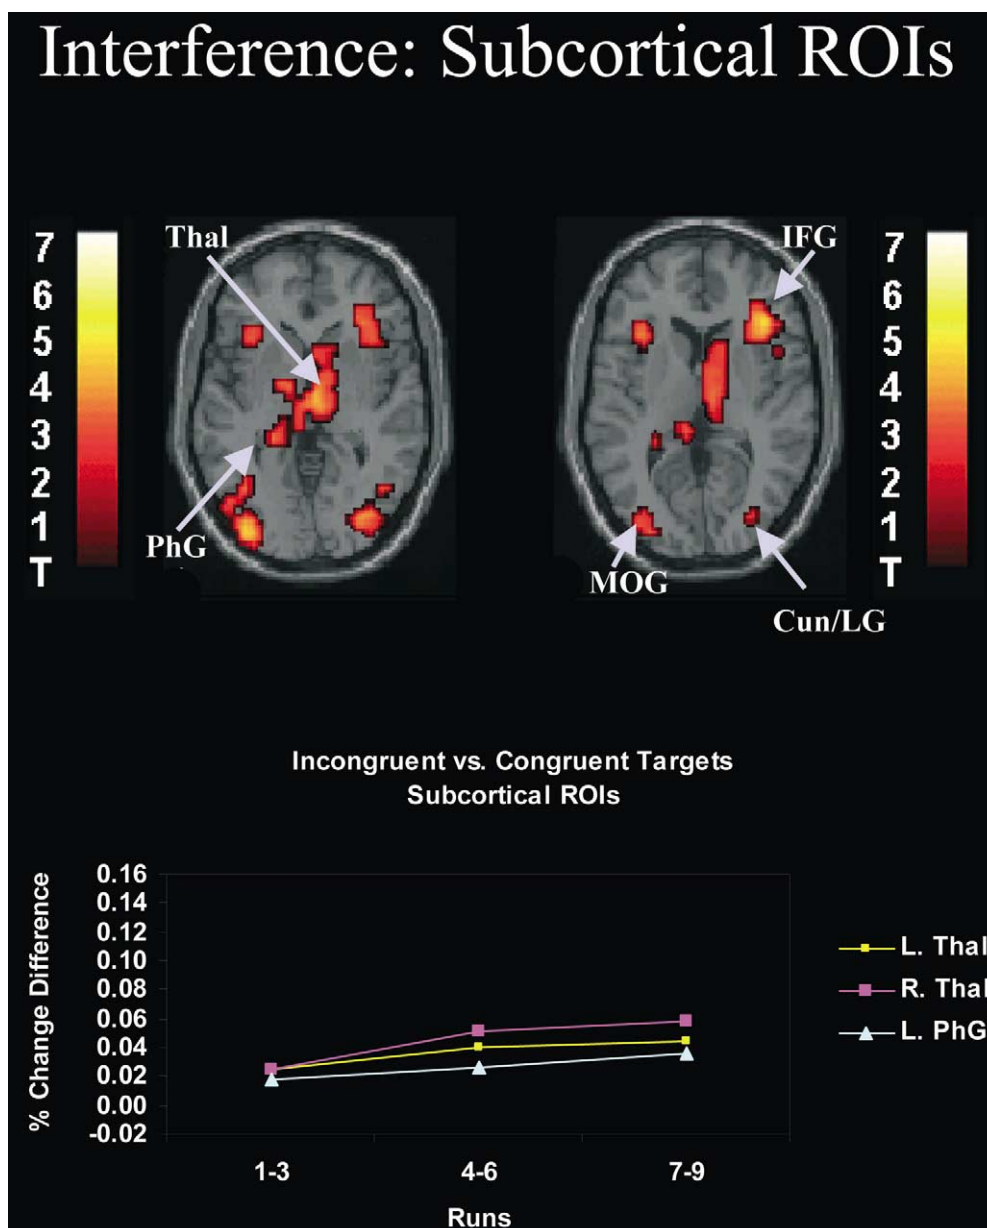 Interference: Subcortical ROIs
7
6
5
4
3
2
1
T
Thal
PhG
IFG
MOG
Cun/LG
7
6
5
4
3
2
1
T
Incongruent vs. Congruent Targets
Subcortical ROIs
% Change Difference
0.16
0.14
0.12
0.10
0.08
0.06
0.04
0.02
0.00
-0.02
1-3
4-6
7-9
Runs
L. Thal
R. Thal
L. PhG